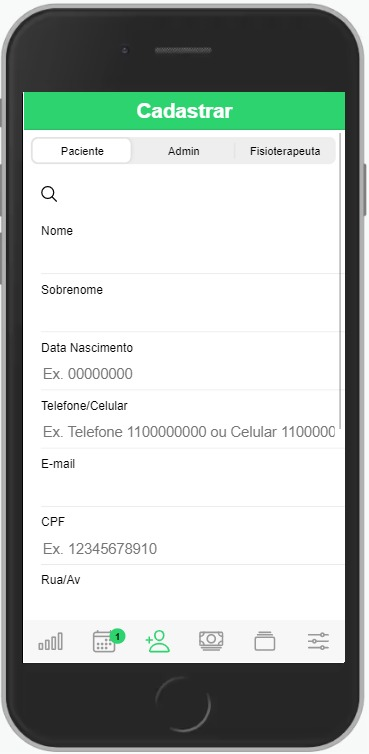 Cadastrar
Paciente Admin Fisioterapeuta
Nome
Sobrenome
Data Nascimento
Ex. 00000000
Telefone/Celular
Ex. Telefone 1100000000 ou Celular 1100000
E-mail
CPF
Ex. 12345678910
Rua/Av
1